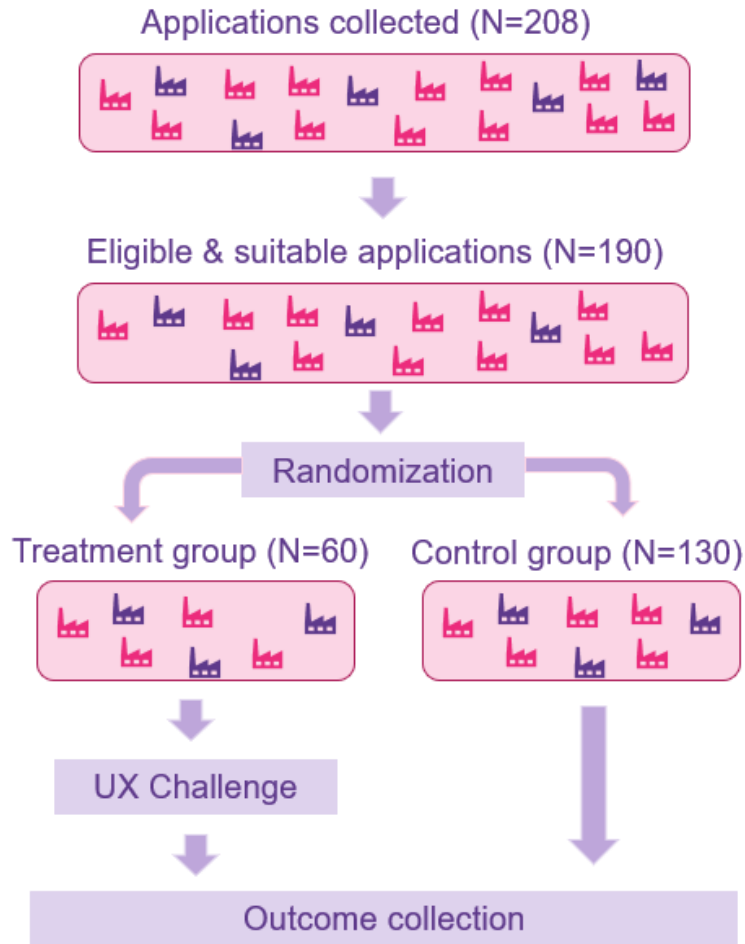 Applications collected (N=208)
Eligible & suitable applications (N=190)
Randomization
Treatment group (N=60)
Control group (N=130)
UX Challenge
Outcome collection